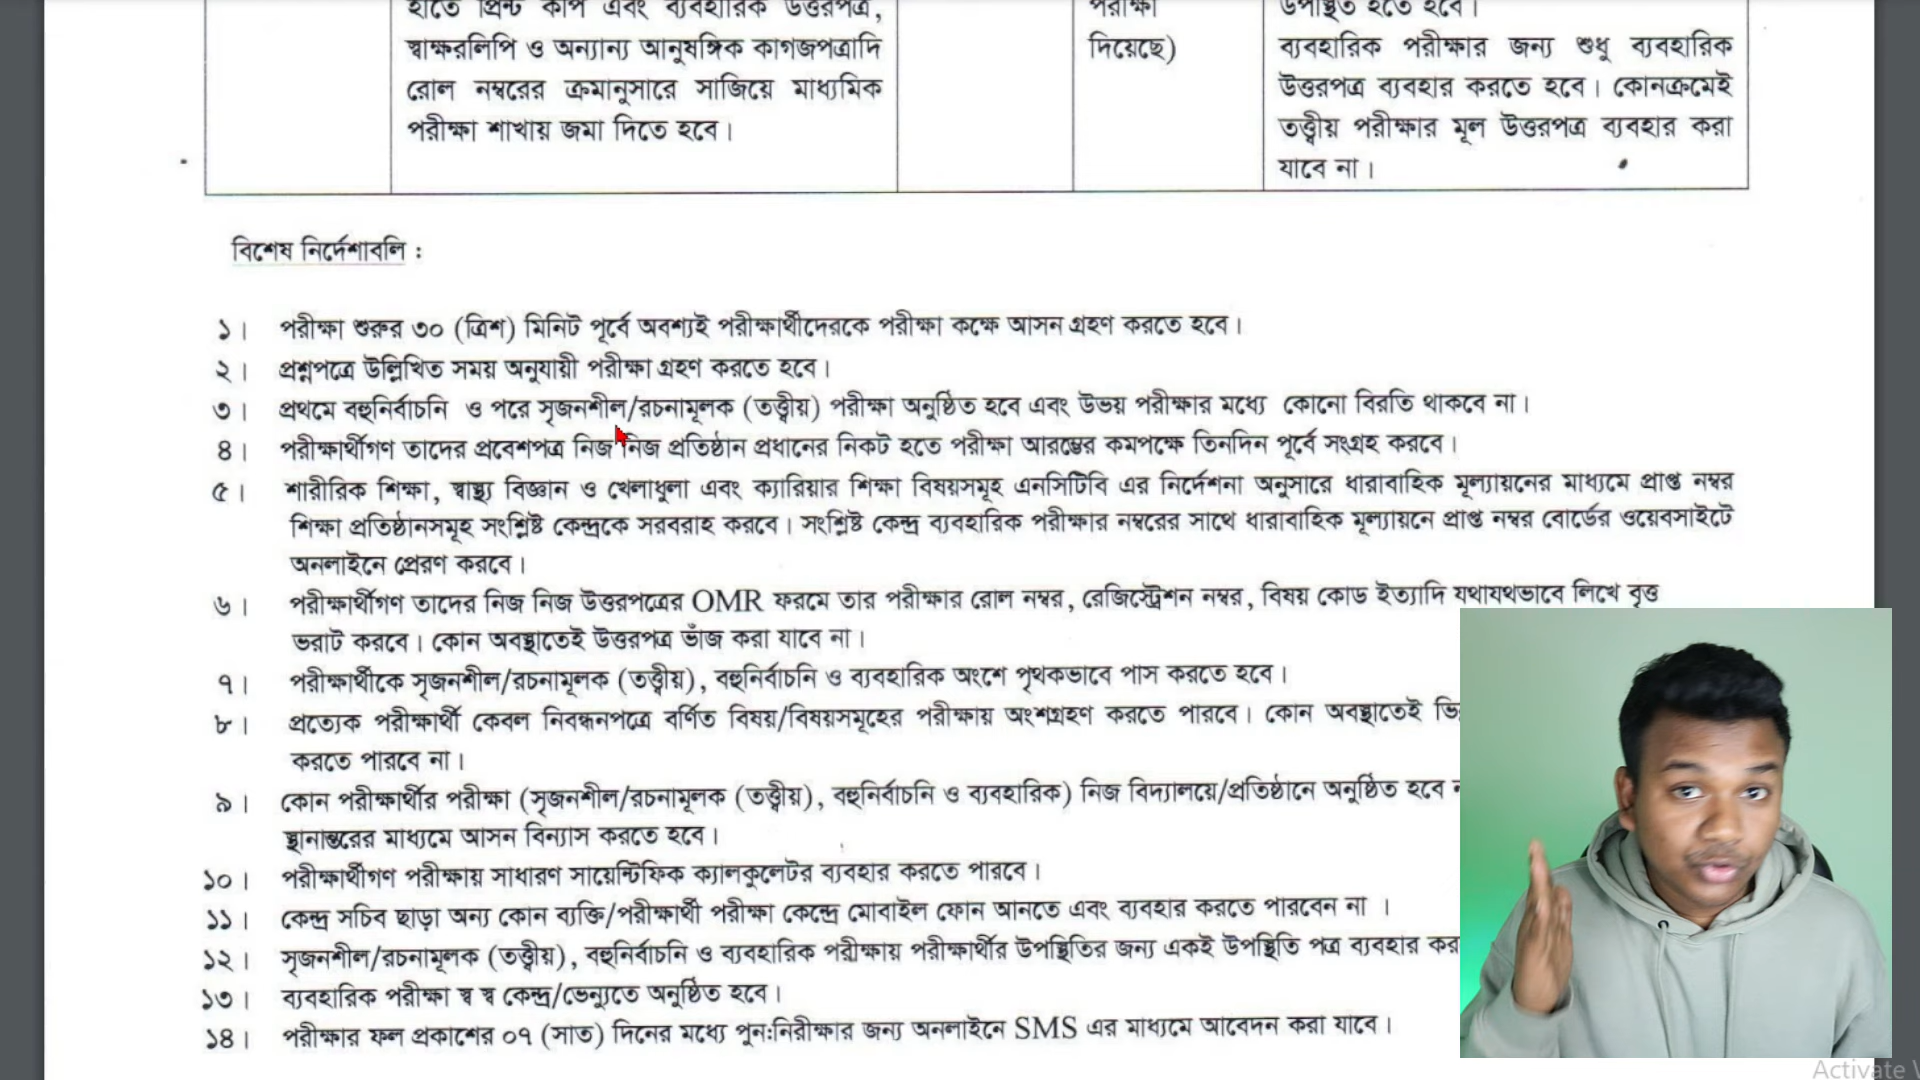 হাতে প্রিন্ট কপি এবং ব্যবহারিক উত্তরপত্র,
স্বাক্ষরলিপি ও অন্যান্য আনুষঙ্গিক কাগজপত্রাদি
রোল নম্বরের ক্রমানুসারে সাজিয়ে মাধ্যমিক
পরীক্ষা শাখায় জমা দিতে হবে।
পরীক্ষা
দিয়েছে)
উপস্থিত হতে হবে।
ব্যবহারিক পরীক্ষার জন্য শুধু ব্যবহারিক
উত্তরপত্র ব্যবহার করতে হবে। কোনক্রমেই
তত্ত্বীয় পরীক্ষার মূল উত্তরপত্র ব্যবহার করা
যাবে না।
বিশেষ নির্দেশাবলি :
১। পরীক্ষা শুরুর ৩০ (ত্রিশ) মিনিট পূর্বে অবশ্যই পরীক্ষার্থীদেরকে পরীক্ষা কক্ষে আসন গ্রহণ করতে হবে।
২। প্রশ্নপত্রে উল্লিখিত সময় অনুযায়ী পরীক্ষা গ্রহণ করতে হবে।
৩। প্রথমে বহুনির্বাচনি ও পরে সৃজনশীল/রচনামূলক (তত্ত্বীয়) পরীক্ষা অনুষ্ঠিত হবে এবং উভয় পরীক্ষার মধ্যে কোনো বিরতি থাকবে না।
৪। পরীক্ষার্থীগণ তাদের প্রবেশপত্র নিজ নিজ প্রতিষ্ঠান প্রধানের নিকট হতে পরীক্ষা আরম্ভের কমপক্ষে তিনদিন পূর্বে সংগ্রহ করবে।
৫। শারীরিক শিক্ষা, স্বাস্থ্য বিজ্ঞান ও খেলাধুলা এবং ক্যারিয়ার শিক্ষা বিষয়সমূহ এনসিটিবি এর নির্দেশনা অনুসারে ধারাবাহিক মূল্যায়নের মাধ্যমে প্রাপ্ত নম্বর
শিক্ষা প্রতিষ্ঠানসমূহ সংশ্লিষ্ট কেন্দ্রকে সরবরাহ করবে। সংশ্লিষ্ট কেন্দ্র ব্যবহারিক পরীক্ষার নম্বরের সাথে ধারাবাহিক মূল্যায়নে প্রাপ্ত নম্বর বোর্ডের ওয়েবসাইটে
অনলাইনে প্রেরণ করবে।
৬। পরীক্ষার্থীগণ তাদের নিজ নিজ উত্তরপত্রের OMR ফরমে তার পরীক্ষার রোল নম্বর, রেজিস্ট্রেশন নম্বর, বিষয় কোড ইত্যাদি যথাযথভাবে লিখে বৃত্ত
ভরাট করবে। কোন অবস্থাতেই উত্তরপত্র ভাঁজ করা যাবে না।
৭। পরীক্ষার্থীকে সৃজনশীল/রচনামূলক (তত্ত্বীয়), বহুনির্বাচনি ও ব্যবহারিক অংশে পৃথকভাবে পাস করতে হবে।
৮। প্রত্যেক পরীক্ষার্থী কেবল নিবন্ধনপত্রে বর্ণিত বিষয়/বিষয়সমূহের পরীক্ষায় অংশগ্রহণ করতে পারবে। কোন অবস্থাতেই
করতে পারবে না।
৯। কোন পরীক্ষার্থীর পরীক্ষা (সৃজনশীল/রচনামূলক (তত্ত্বীয়), বহুনির্বাচনি ও ব্যবহারিক) নিজ বিদ্যালয়ে/প্রতিষ্ঠানে অনুষ্ঠিত হবে
স্থানান্তরের মাধ্যমে আসন বিন্যাস করতে হবে।
১০। পরীক্ষার্থীগণ পরীক্ষায় সাধারণ সায়েন্টিফিক ক্যালকুলেটর ব্যবহার করতে পারবে।
১১। কেন্দ্র সচিব ছাড়া অন্য কোন ব্যক্তি/পরীক্ষার্থী পরীক্ষা কেন্দ্রে মোবাইল ফোন আনতে এবং ব্যবহার করতে পারবেন না ।
১২। সৃজনশীল/রচনামূলক (তত্ত্বীয়), বহুনির্বাচনি ও ব্যবহারিক পরীক্ষায় পরীক্ষার্থীর উপস্থিতির জন্য একই উপস্থিতি পত্র ব্যবহার
১৩। ব্যবহারিক পরীক্ষা স্ব স্ব কেন্দ্র/ভেন্যুতে অনুষ্ঠিত হবে।
১৪। পরীক্ষার ফল প্রকাশের ০৭ (সাত) দিনের মধ্যে পুন:নিরীক্ষার জন্য অনলাইনে SMS এর মাধ্যমে আবেদন করা যাবে।
Activate